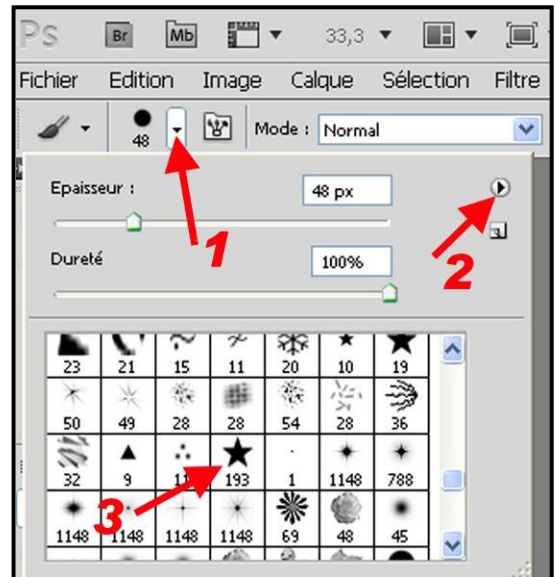 Ps Br Mb 33,3
Fichier Edition Image Calque Sélection Filtre
48 Mode : Normal
Epaisseur : 48 px
1
2
Dureté 100%
23 21 15 11 20 10 19
50 49 28 28 54 28 36
32 9 193 1 1148 788
3
1148 1148 1148 1148 69 48 45